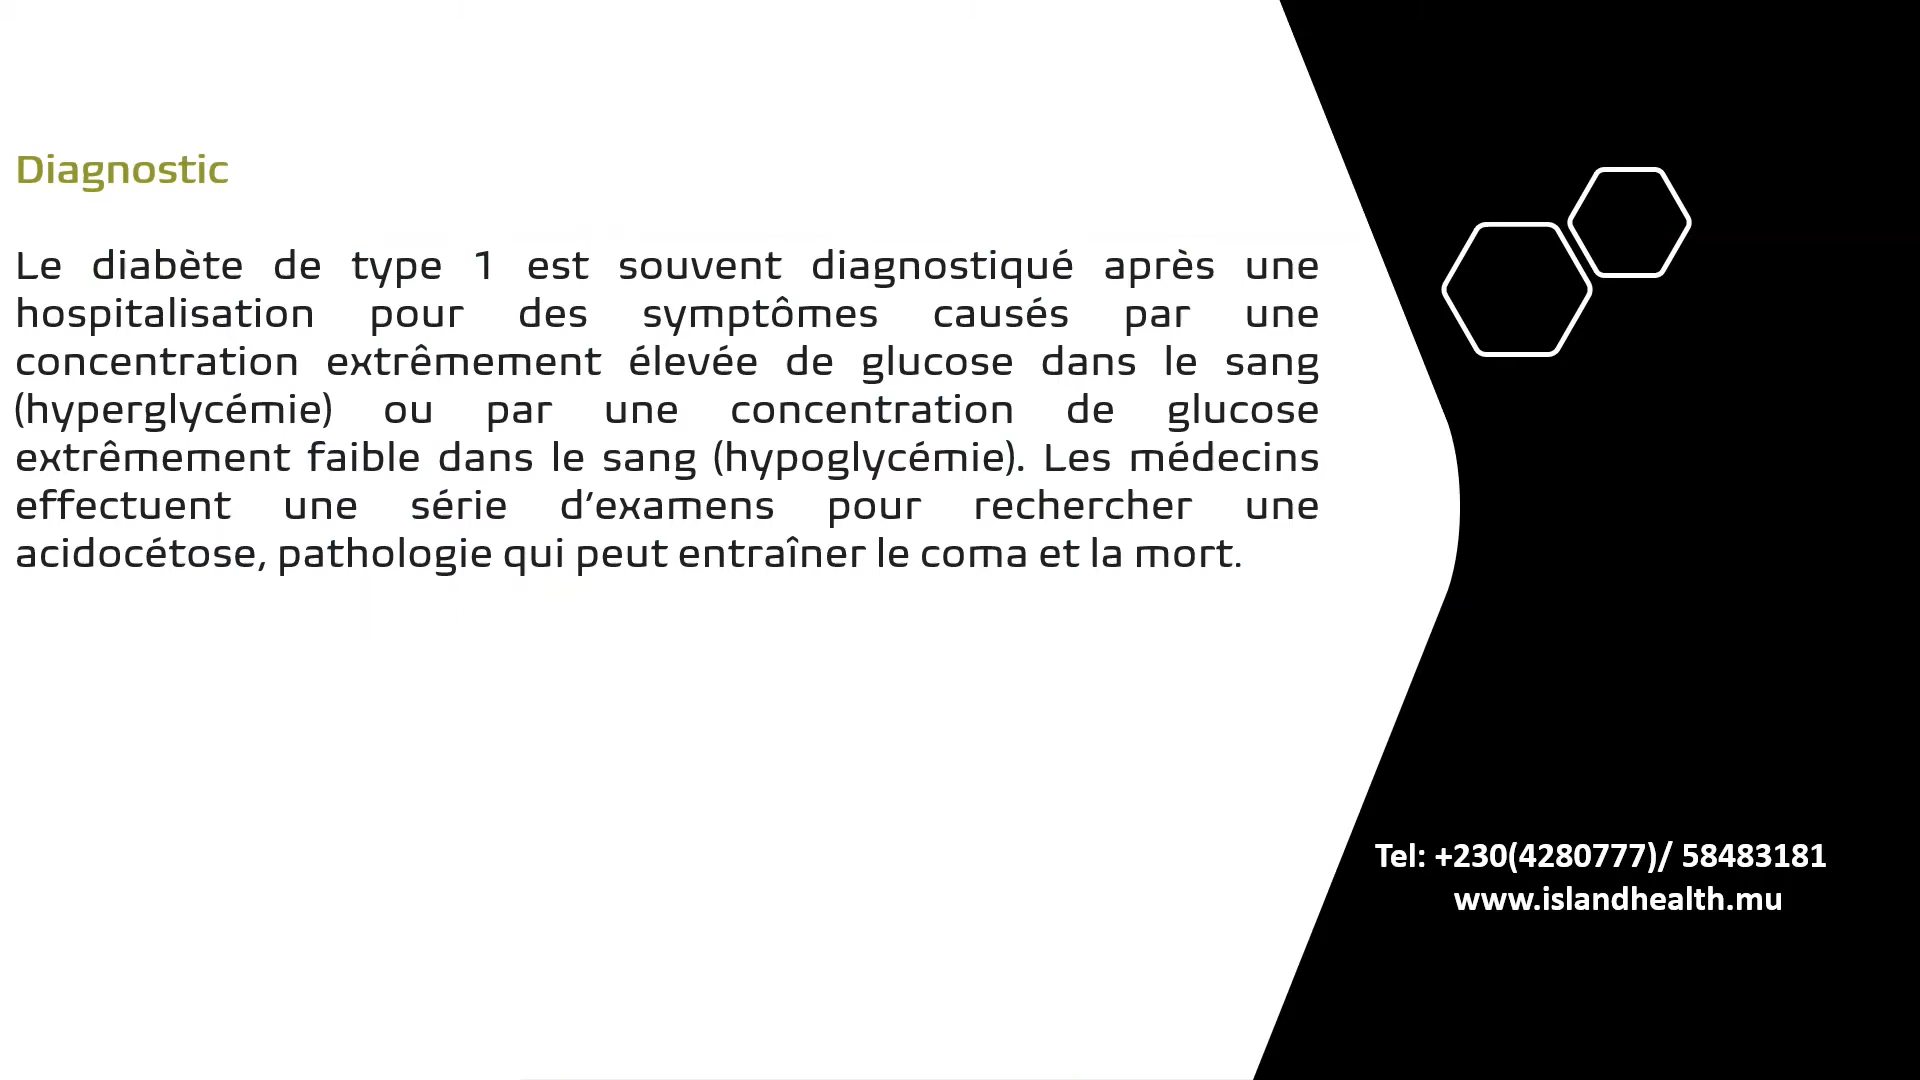 Diagnostic
Le diabète de type 1 est souvent diagnostiqué après une
hospitalisation pour des symptômes causés par une
concentration extrêmement élevée de glucose dans le sang
(hyperglycémie) ou par une concentration de glucose
extrêmement faible dans le sang (hypoglycémie). Les médecins
effectuent une série d’examens pour rechercher une
acidocétose, pathologie qui peut entraîner le coma et la mort.
Tel: +230(4280777)/ 58483181
www.islandhealth.mu